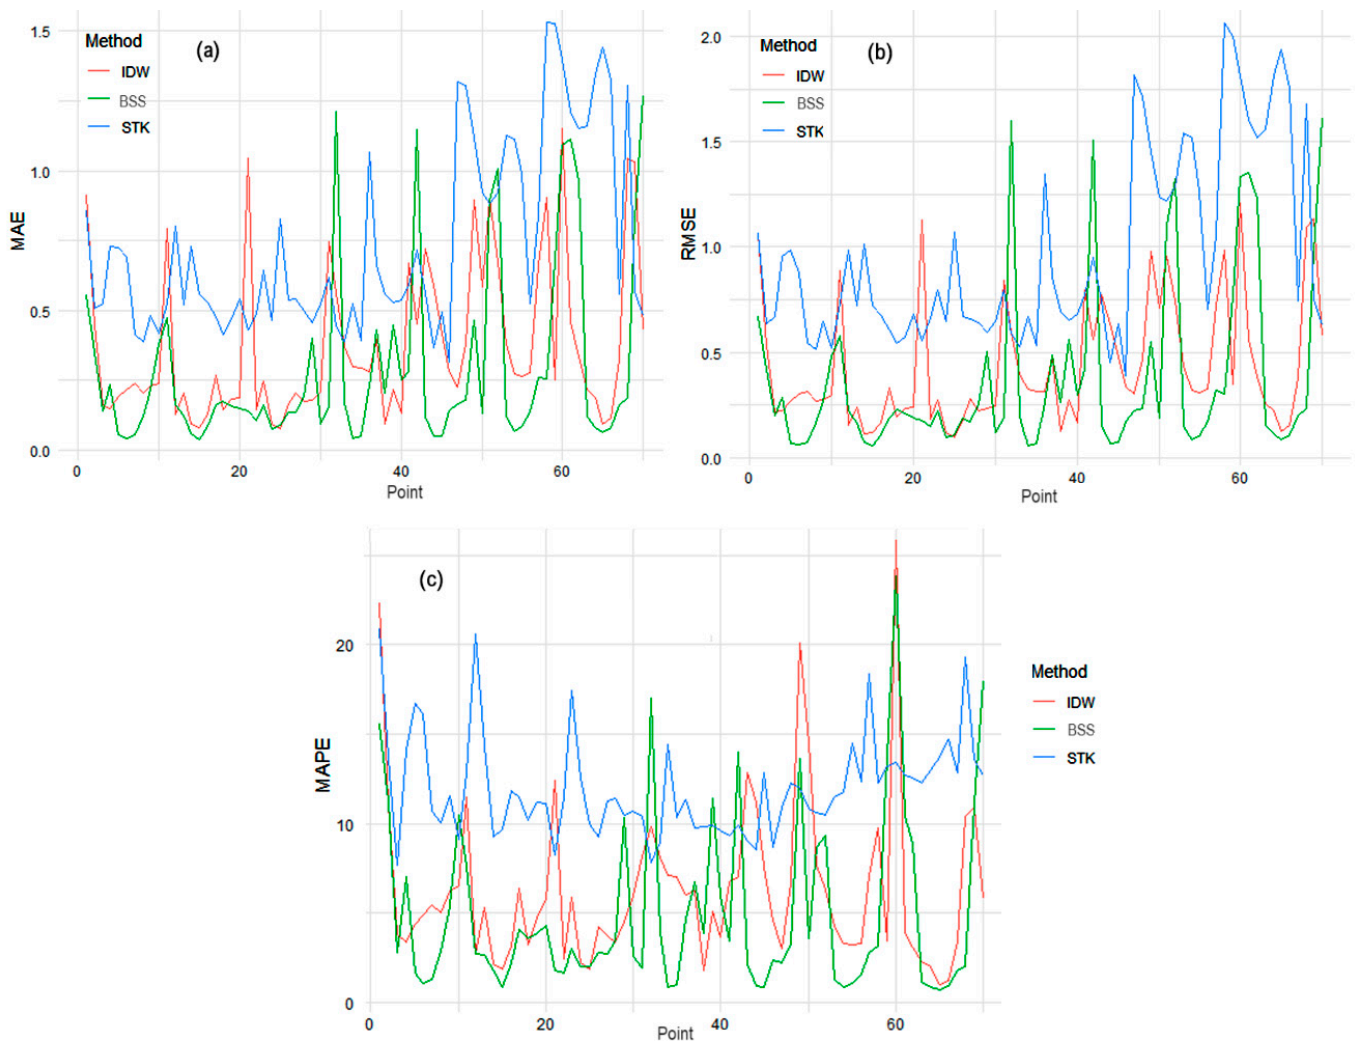 Method
(a)
IDW
BSS
STK
1.5
1.0
0.5
0.0
MAE
0
20
40
60
Point
Method
(b)
IDW
BSS
STK
2.0
1.5
1.0
0.5
0.0
RMSE
0
20
40
60
Point
(c)
20
10
0
MAPE
0
20
40
60
Point
Method
IDW
BSS
STK